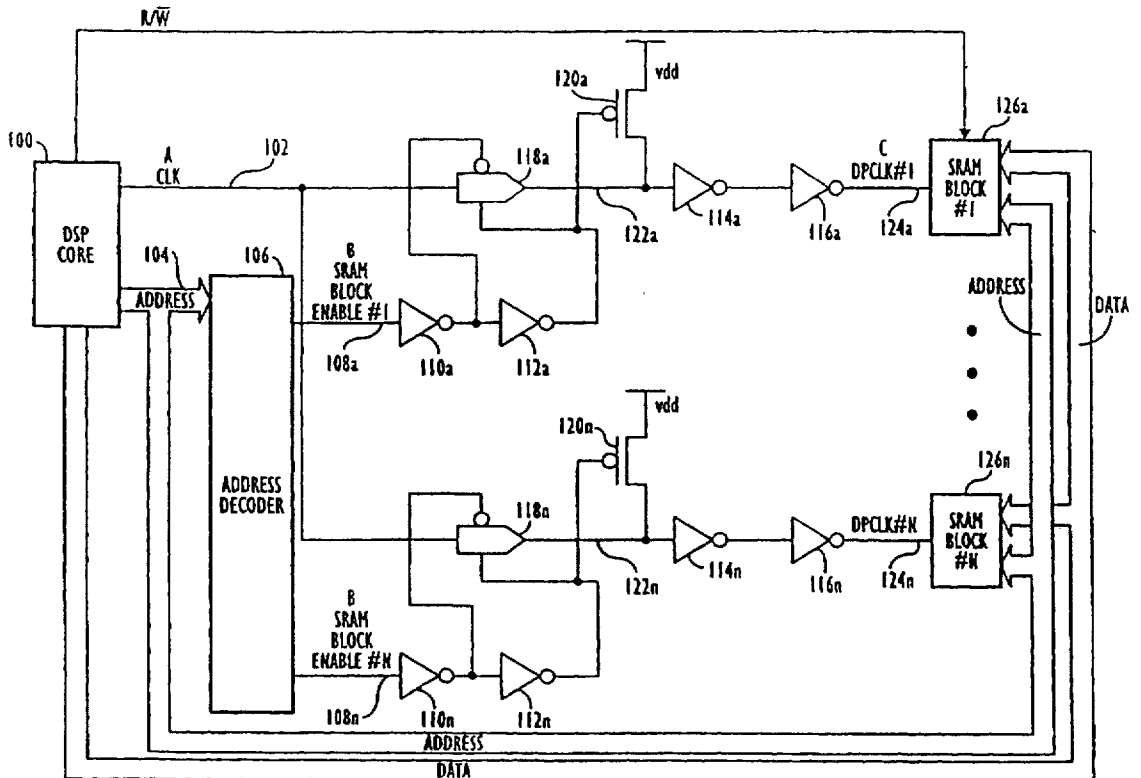 R/W̅
120a
vdd
126a
100
A
CLK
102
118a
C
DPCLK#1
SRAM
BLOCK
#1
DSP
CORE
104
ADDRESS
106
B
SRAM
BLOCK
ENABLE #1
122a
114a
116a
124a
ADDRESS
DATA
108a
110a
112a
vdd
120n
126n
ADDRESS
DECODER
118n
DPCLK#N
SRAM
BLOCK
#N
B
SRAM
BLOCK
ENABLE #N
122n
114n
116n
124n
108n
110n
112n
ADDRESS
DATA